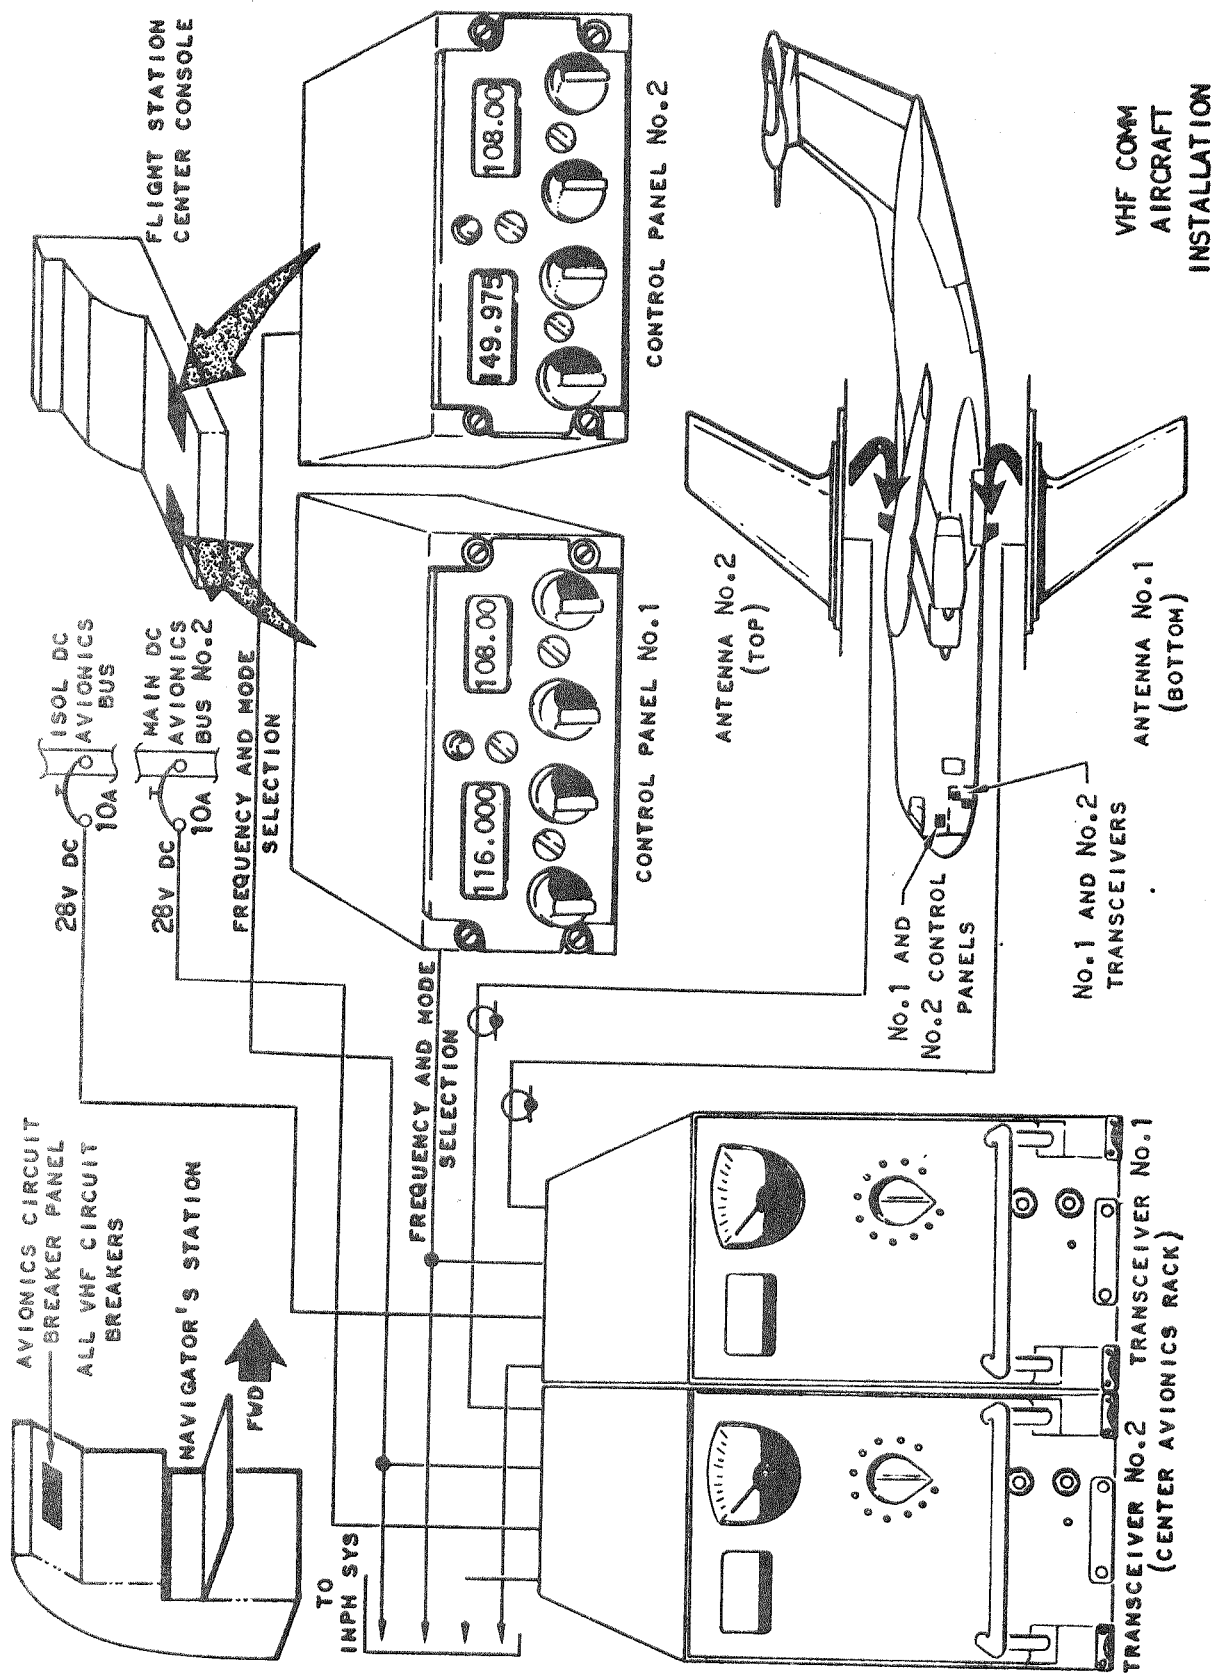 AVIONICS CIRCUIT
BREAKER PANEL
ALL VHF CIRCUIT
BREAKERS
NAVIGATOR'S STATION
FWD
TO
INPH SYS
28V DC
10A
ISOL DC
AVIONICS
BUS
28V DC
10A
MAIN DC
AVIONICS
BUS No.2
FREQUENCY AND MODE
SELECTION
FLIGHT STATION
CENTER CONSOLE
FREQUENCY AND MODE
SELECTION
116.000
108.00
CONTROL PANEL No.1
149.975
108.00
CONTROL PANEL No.2
ANTENNA No.2
(TOP)
No.1 AND
No.2 CONTROL
PANELS
No.1 AND No.2
TRANSCEIVERS
ANTENNA No.1
(BOTTOM)
TRANSCEIVER No.2
TRANSCEIVER No.1
(CENTER AVIONICS RACK)
VHF COMM
AIRCRAFT
INSTALLATION